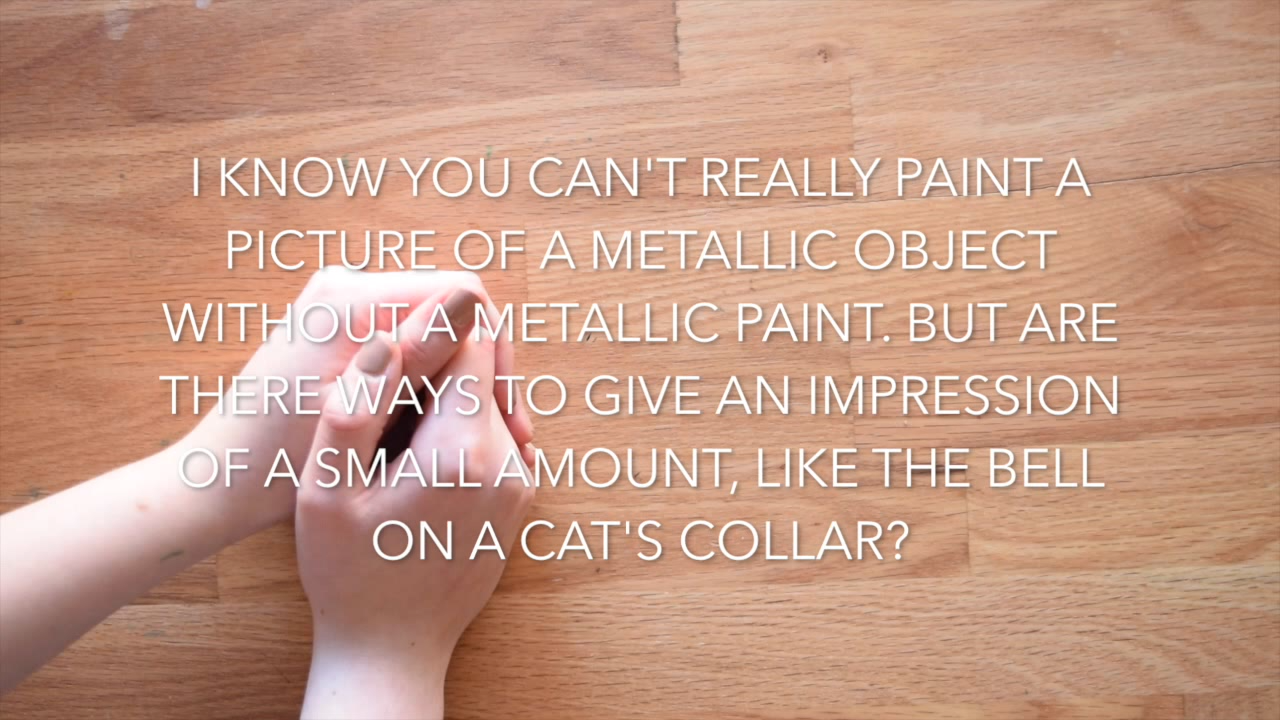 I KNOW YOU CAN'T REALLY PAINT A
PICTURE OF A METALLIC OBJECT
WITHOUT A METALLIC PAINT. BUT ARE
THERE WAYS TO GIVE AN IMPRESSION
OF A SMALL AMOUNT, LIKE THE BELL
ON A CAT'S COLLAR?